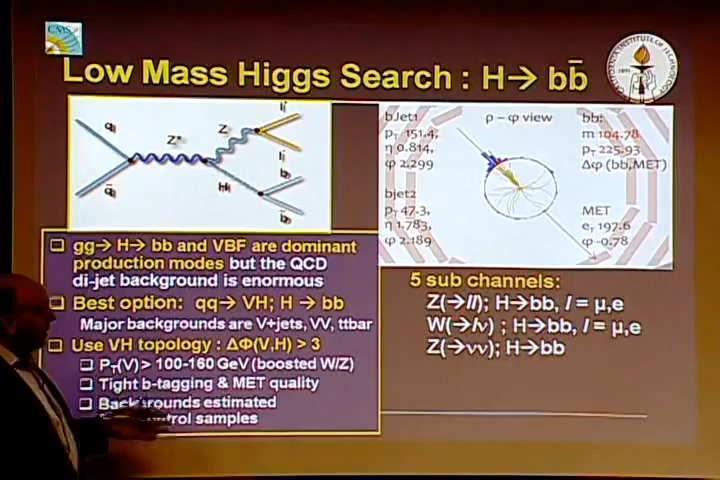 CMS
Low Mass Higgs Search : H→ bb̄
q
Z*
Z
l⁺
l⁻
q̄
H
b
b̄
bJet1
pT 151.4,
η 0.814,
φ 2.299
bjet2
pT 47.3,
η 1.783,
φ 2.189
ρ – φ view
bb:
m 104.78
pT 225.93
Δφ (bb,MET)
MET
et 197.6
φ -0.78
gg→ H→ bb and VBF are dominant
production modes but the QCD
di-jet background is enormous
Best option: qq→ VH; H → bb
Major backgrounds are V+jets, VV, ttbar
Use VH topology : ΔΦ(V,H) > 3
PT(V) > 100-160 GeV (boosted W/Z)
Tight b-tagging & MET quality
Backgrounds estimated
control samples
5 sub channels:
Z(→ll); H→bb, l = μ,e
W(→lν) ; H→bb, l = μ,e
Z(→νν); H→bb